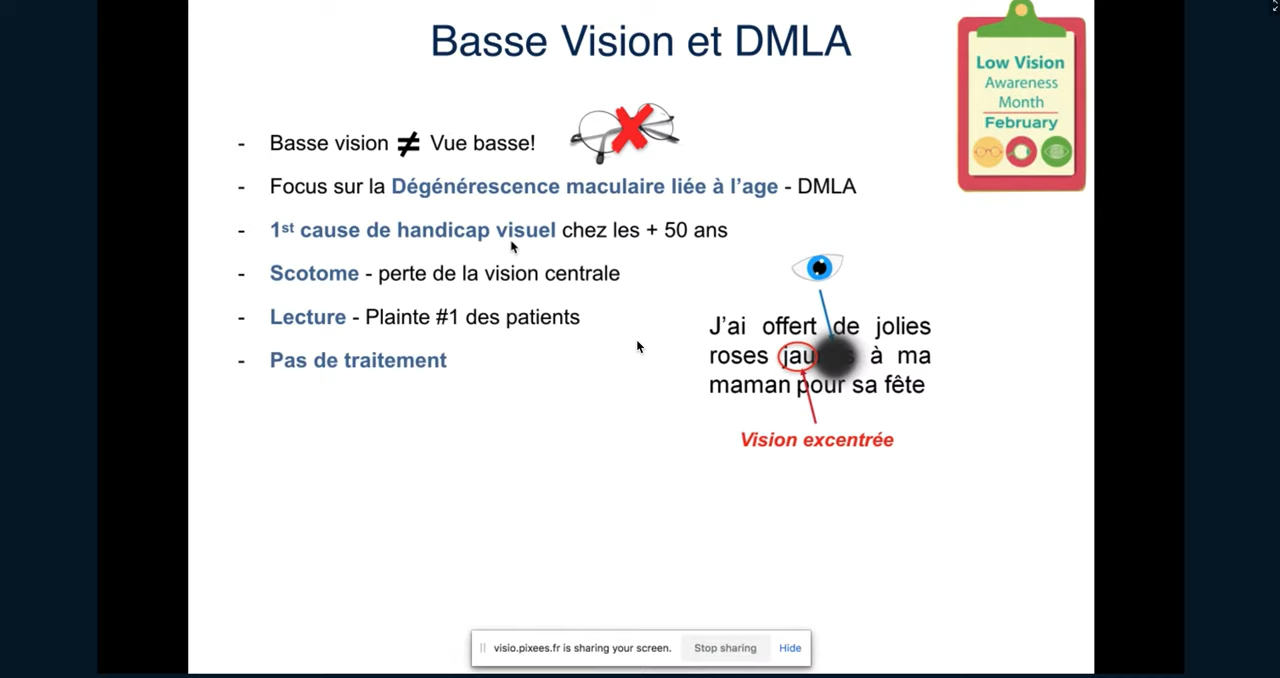 Basse Vision et DMLA
Low Vision
Awareness
Month
February
- Basse vision ≠ Vue basse!
- Focus sur la Dégénérescence maculaire liée à l'age - DMLA
- 1st cause de handicap visuel chez les + 50 ans
- Scotome - perte de la vision centrale
- Lecture - Plainte #1 des patients
- Pas de traitement
J'ai offert de jolies
roses jau s à ma
maman pour sa fête
Vision excentrée
visio.pixees.fr is sharing your screen. Stop sharing Hide